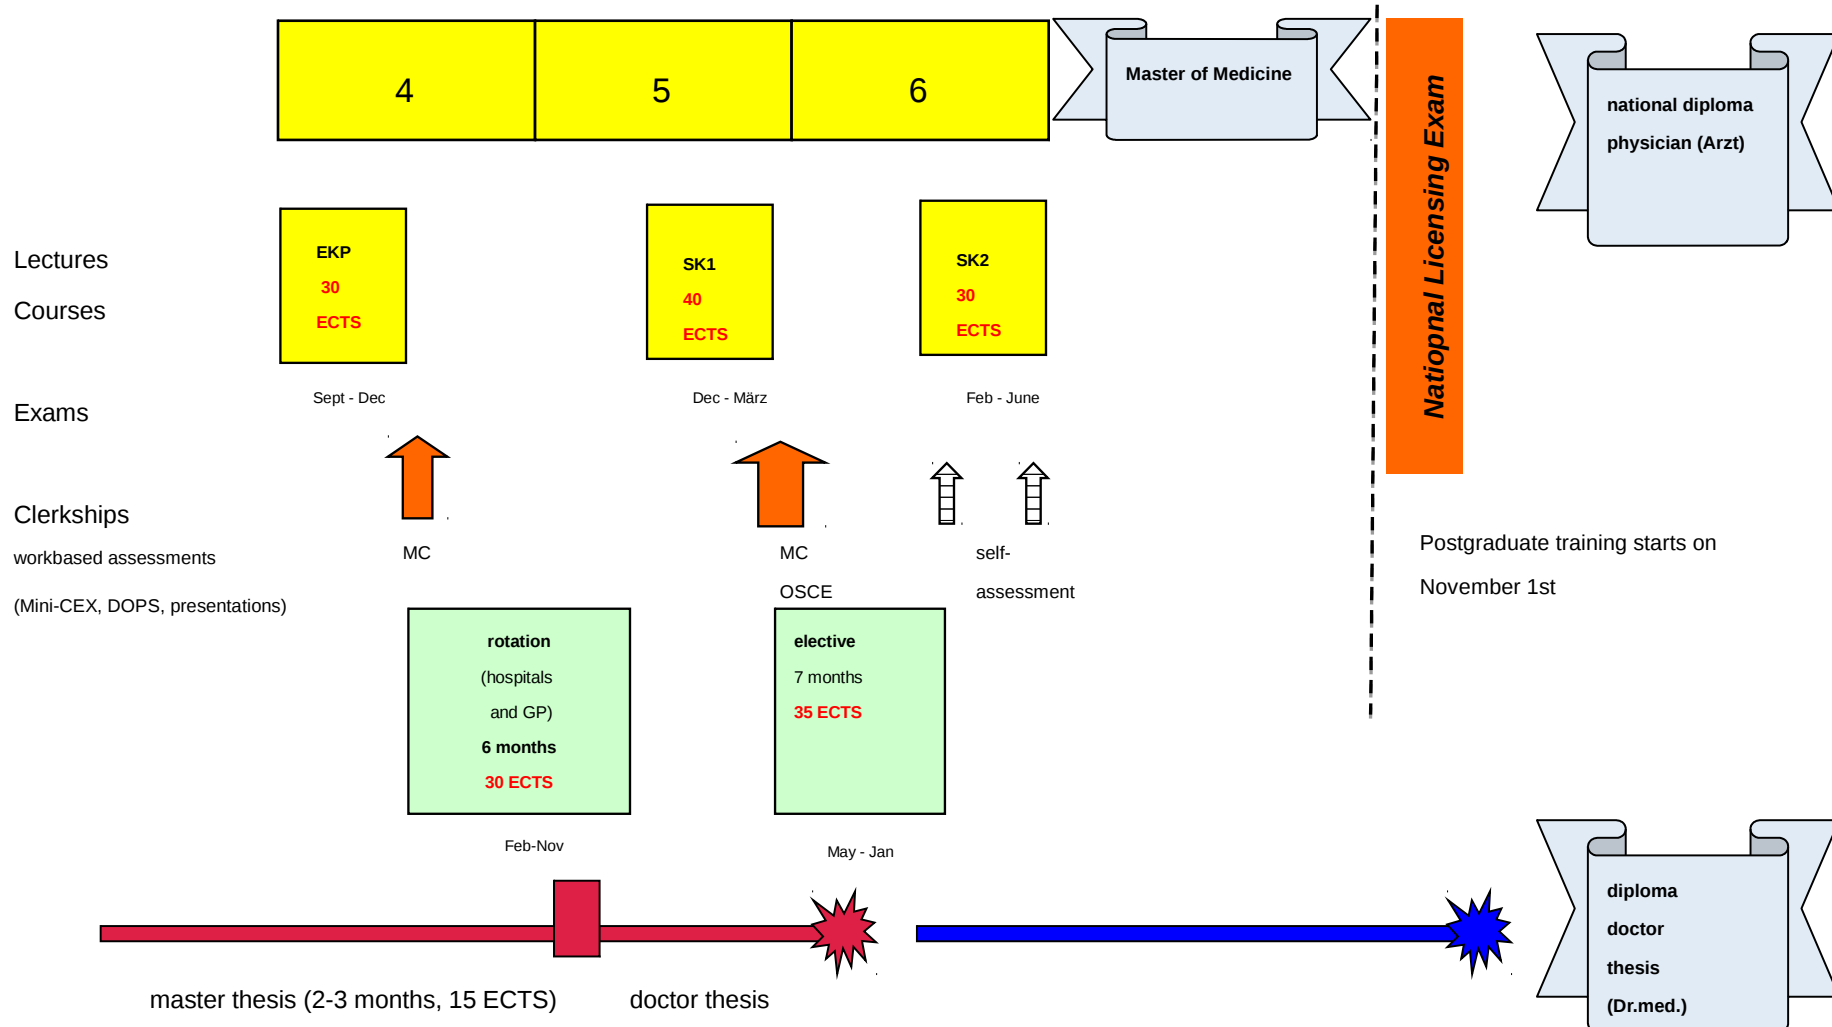 4
5
6
Master of Medicine
Natiopnal Licensing Exam
national diploma
physician (Arzt)
Lectures
Courses
EKP
30
ECTS
SK1
40
ECTS
SK2
30
ECTS
Sept - Dec
Dec - März
Feb - June
Exams
Clerkships
workbased assessments
(Mini-CEX, DOPS, presentations)
MC
MC
OSCE
self-
assessment
Postgraduate training starts on
November 1st
rotation
(hospitals
and GP)
6 months
30 ECTS
elective
7 months
35 ECTS
Feb-Nov
May - Jan
master thesis (2-3 months, 15 ECTS)
doctor thesis
diploma
doctor
thesis
(Dr.med.)